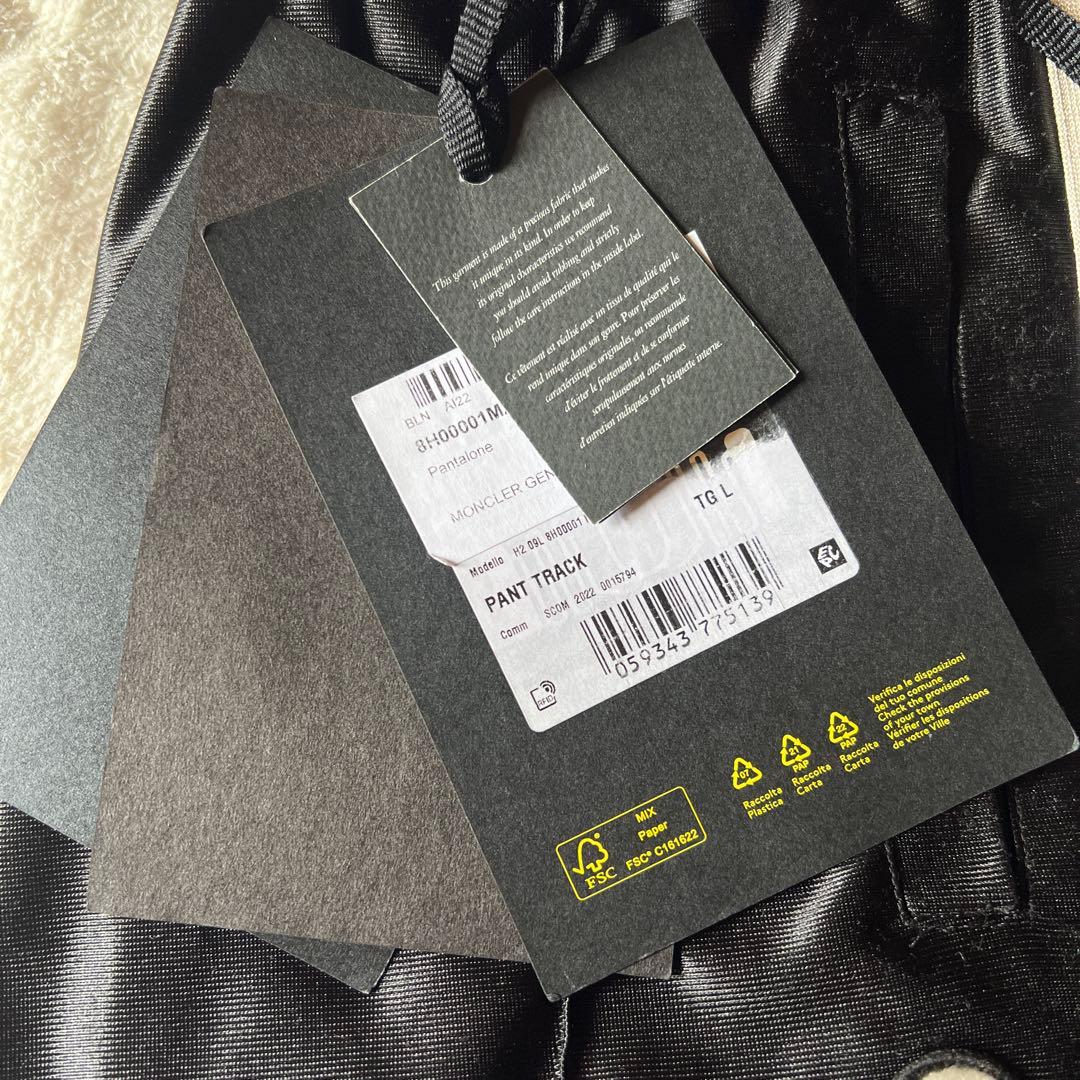 This garment is made of a precious fabric that makes
it unique in its kind. In order to keep
its original characteristics we recommend
you should avoid rubbing and strictly
follow the care instructions in the inside label.
Ce vêtement est réalisé avec un tissu de qualité qui le
rend unique dans son genre. Pour préserver les
caractéristiques originales, on recommande
d'éviter le frottement et de se conformer
scrupuleusement aux normes
d'entretien indiquées sur l'étiquette interne.
BLN AI22
8H00001M
Pantalone
MONCLER GEN
TG L
Modello H2 09L 8H00001
PANT TRACK
Comm SCOM 2022 0015794
059343 775139
RFID
MIX
Paper
FSC® C161622
FSC
07
Raccolta
Plastica
21
PAP
Raccolta
Carta
22
PAP
Raccolta
Carta
Verifica le disposizioni
del tuo comune
Check the provisions
of your town
Vérifier les dispositions
de votre Ville